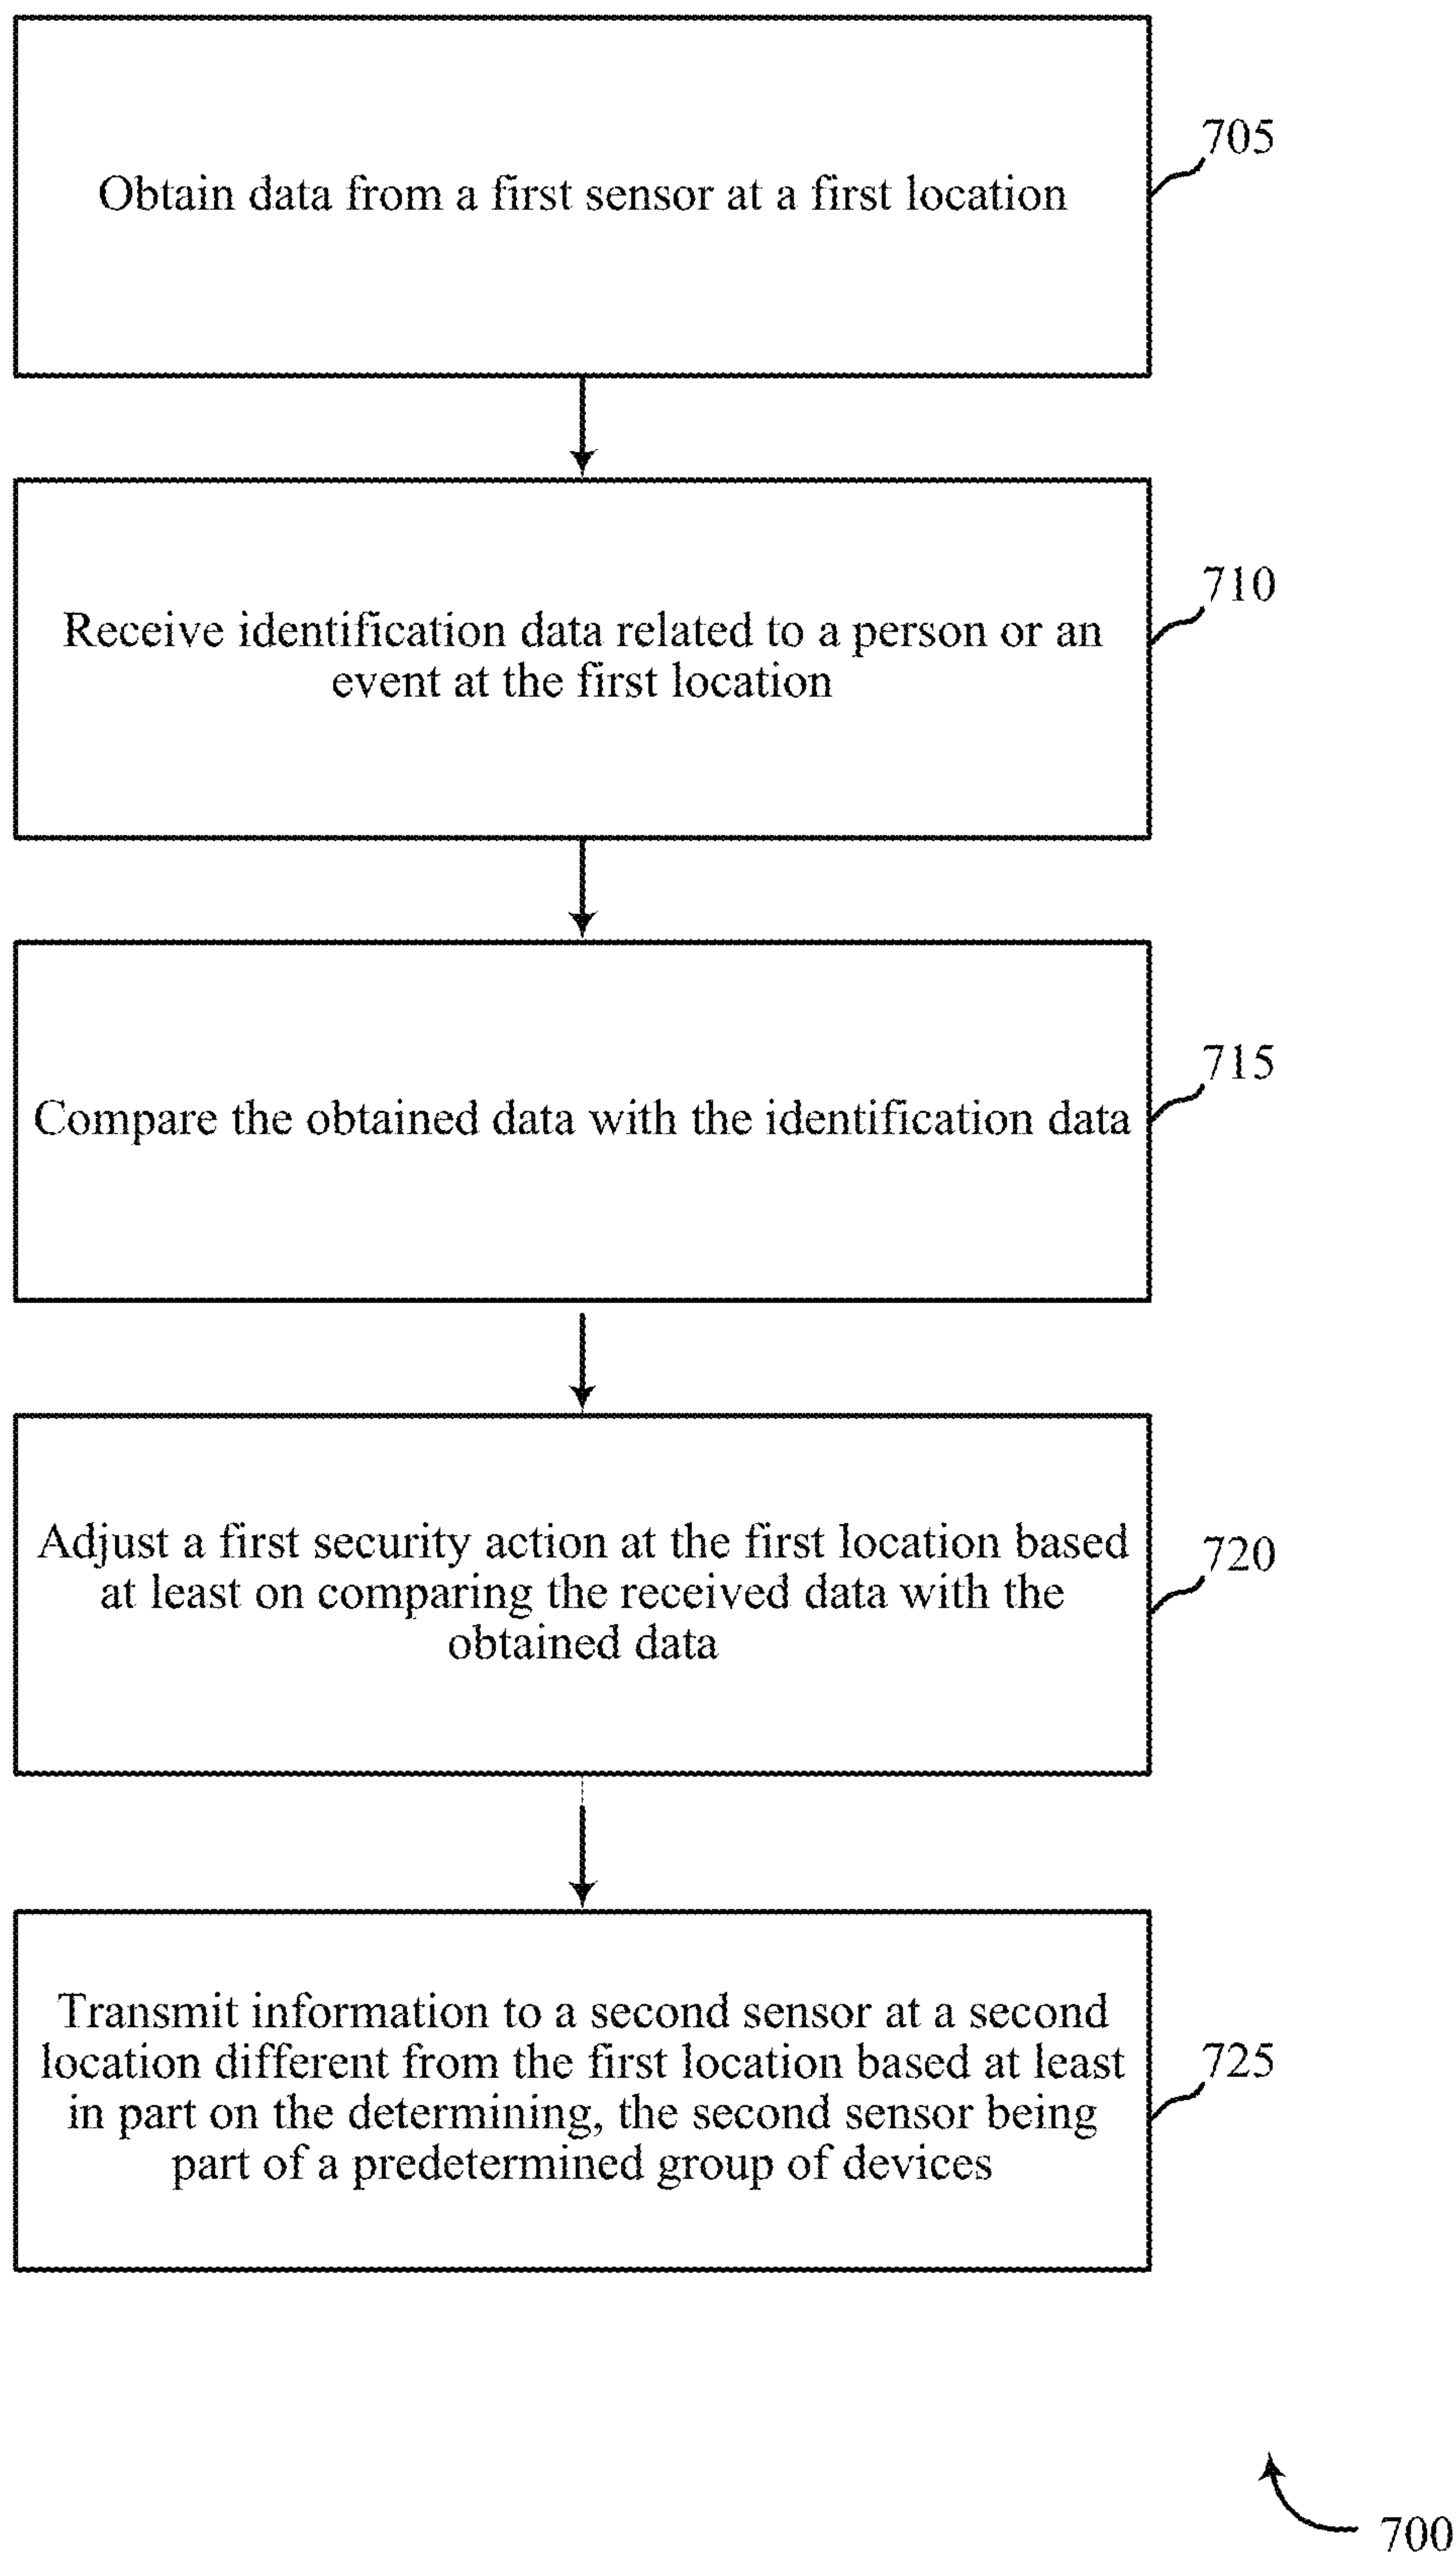 Obtain data from a first sensor at a first location
705
Receive identification data related to a person or an
event at the first location
710
Compare the obtained data with the identification data
715
Adjust a first security action at the first location based
at least on comparing the received data with the
obtained data
720
Transmit information to a second sensor at a second
location different from the first location based at least
in part on the determining, the second sensor being
part of a predetermined group of devices
725
700